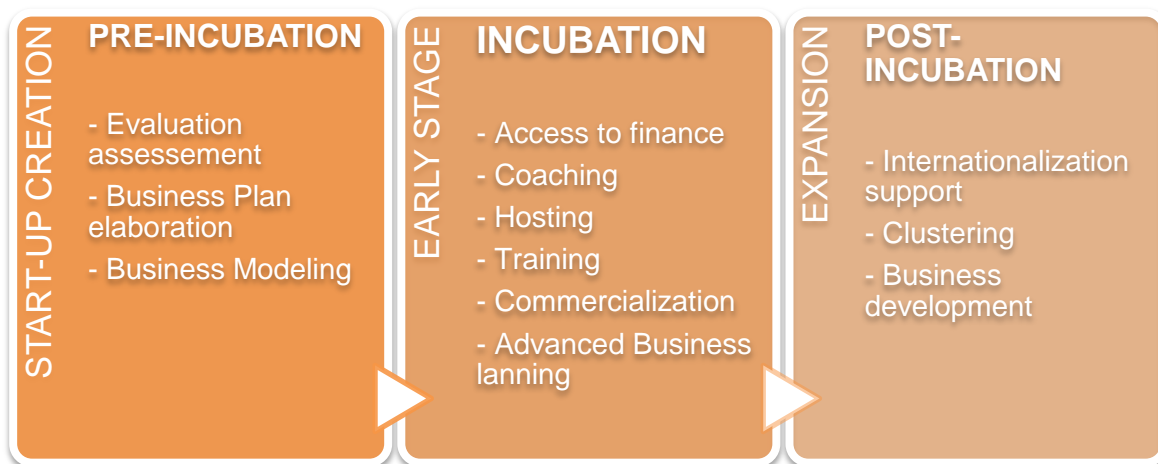 START-UP CREATION
PRE-INCUBATION
- Evaluation
assessement
- Business Plan
elaboration
- Business Modeling
EARLY STAGE
INCUBATION
- Access to finance
- Coaching
- Hosting
- Training
- Commercialization
- Advanced Business
lanning
EXPANSION
POST-
INCUBATION
- Internationalization
support
- Clustering
- Business
development